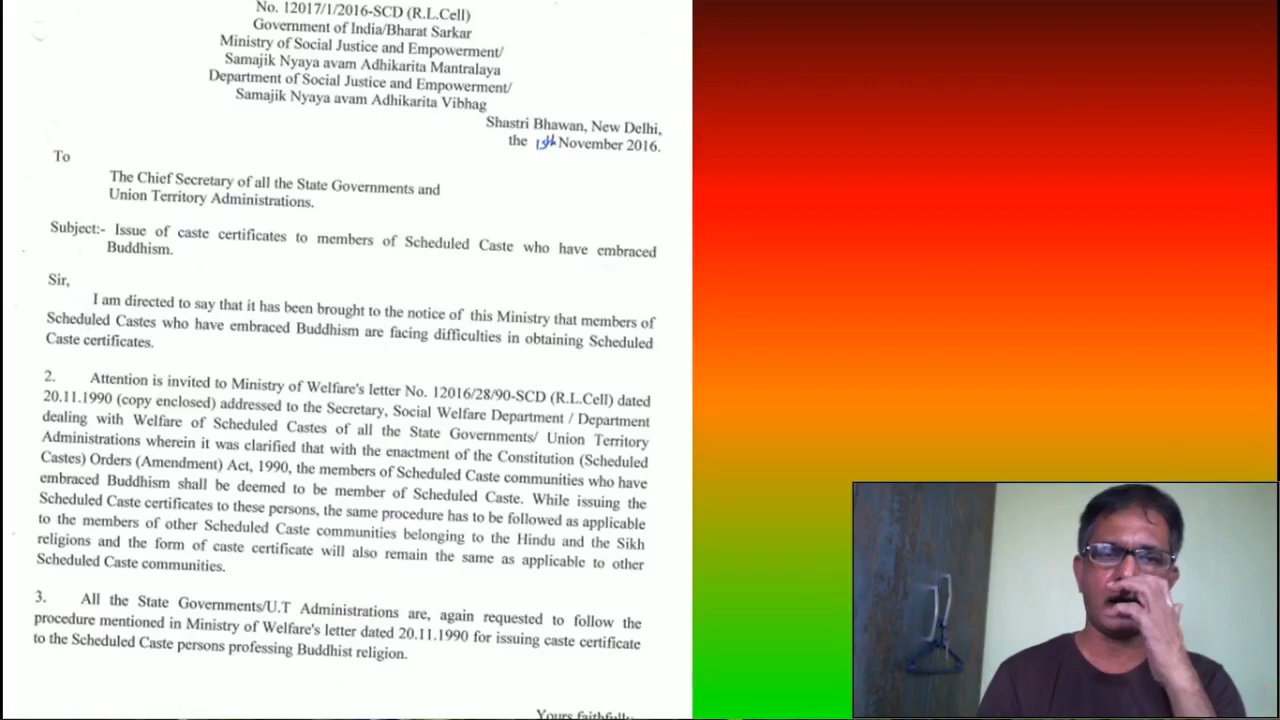 No. 12017/1/2016-SCD (R.L.Cell)
Government of India/Bharat Sarkar
Ministry of Social Justice and Empowerment/
Samajik Nyaya avam Adhikarita Mantralaya
Department of Social Justice and Empowerment/
Samajik Nyaya avam Adhikarita Vibhag
Shastri Bhawan, New Delhi,
the November 2016.
To
The Chief Secretary of all the State Governments and
Union Territory Administrations.
Subject:- Issue of caste certificates to members of Scheduled Caste who have embraced
Buddhism.
Sir,
I am directed to say that it has been brought to the notice of this Ministry that members of
Scheduled Castes who have embraced Buddhism are facing difficulties in obtaining Scheduled
Caste certificates.
2. Attention is invited to Ministry of Welfare's letter No. 12016/28/90-SCD (R.L.Cell) dated
20.11.1990 (copy enclosed) addressed to the Secretary, Social Welfare Department / Department
dealing with Welfare of Scheduled Castes of all the State Governments/ Union Territory
Administrations wherein it was clarified that with the enactment of the Constitution (Scheduled
Castes) Orders (Amendment) Act, 1990, the members of Scheduled Caste communities who have
embraced Buddhism shall be deemed to be member of Scheduled Caste. While issuing the
Scheduled Caste certificates to these persons, the same procedure has to be followed as applicable
to the members of other Scheduled Caste communities belonging to the Hindu and the Sikh
religions and the form of caste certificate will also remain the same as applicable to other
Scheduled Caste communities.
3. All the State Governments/U.T Administrations are, again requested to follow the
procedure mentioned in Ministry of Welfare's letter dated 20.11.1990 for issuing caste certificate
to the Scheduled Caste persons professing Buddhist religion.
Yours faithfully,